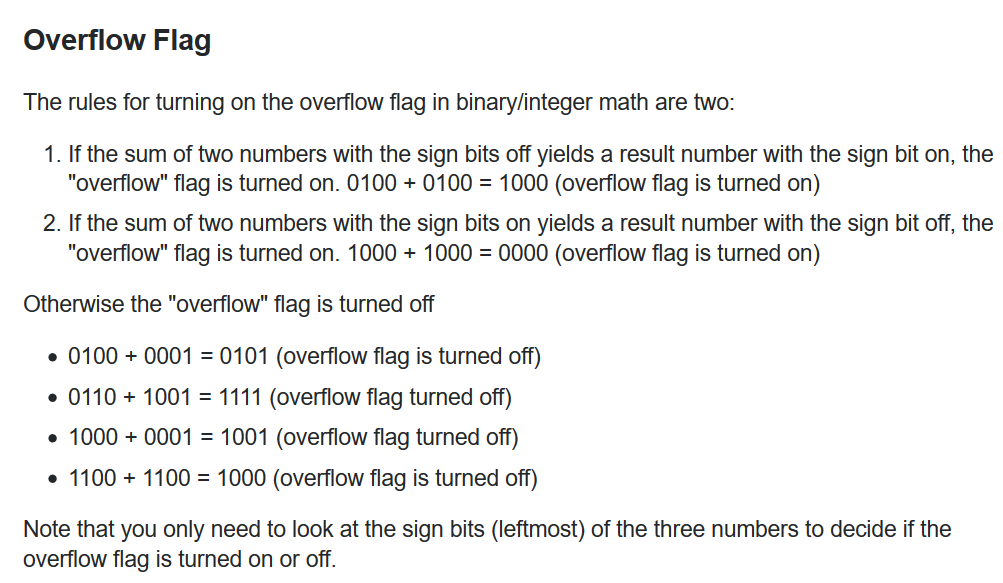 Overflow Flag
The rules for turning on the overflow flag in binary/integer math are two:
1. If the sum of two numbers with the sign bits off yields a result number with the sign bit on, the
"overflow" flag is turned on. 0100 + 0100 = 1000 (overflow flag is turned on)
2. If the sum of two numbers with the sign bits on yields a result number with the sign bit off, the
"overflow" flag is turned on. 1000 + 1000 = 0000 (overflow flag is turned on)
Otherwise the "overflow" flag is turned off
• 0100 + 0001 = 0101 (overflow flag is turned off)
• 0110 + 1001 = 1111 (overflow flag turned off)
• 1000 + 0001 = 1001 (overflow flag turned off)
• 1100 + 1100 = 1000 (overflow flag is turned off)
Note that you only need to look at the sign bits (leftmost) of the three numbers to decide if the
overflow flag is turned on or off.